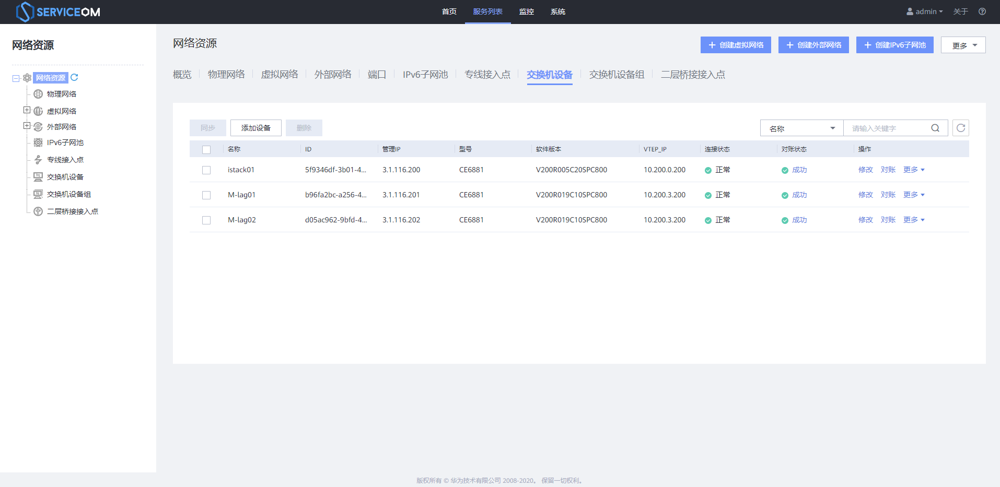 SERVICEOM 首页 服务列表 监控 系统 admin 关于
网络资源
网络资源
物理网络
虚拟网络
外部网络
IPv6子网池
专线接入点
交换机设备
交换机设备组
二层桥接接入点
网络资源
创建虚拟网络 创建外部网络 创建IPv6子网池 更多
概览 物理网络 虚拟网络 外部网络 端口 IPv6子网池 专线接入点 交换机设备 交换机设备组 二层桥接接入点
同步 添加设备 删除 名称 请输入关键字
名称 ID 管理IP 型号 软件版本 VTEP_IP 连接状态 对账状态 操作
istack01 5f9346df-3b01-4... 3.1.116.200 CE6881 V200R005C20SPC800 10.200.0.200 正常 成功 修改 对账 更多
M-lag01 b96fa2bc-a256-4... 3.1.116.201 CE6881 V200R019C10SPC800 10.200.3.200 正常 成功 修改 对账 更多
M-lag02 d05ac962-9bfd-4... 3.1.116.202 CE6881 V200R019C10SPC800 10.200.3.200 正常 成功 修改 对账 更多
版权所有 © 华为技术有限公司 2008-2020。 保留一切权利。